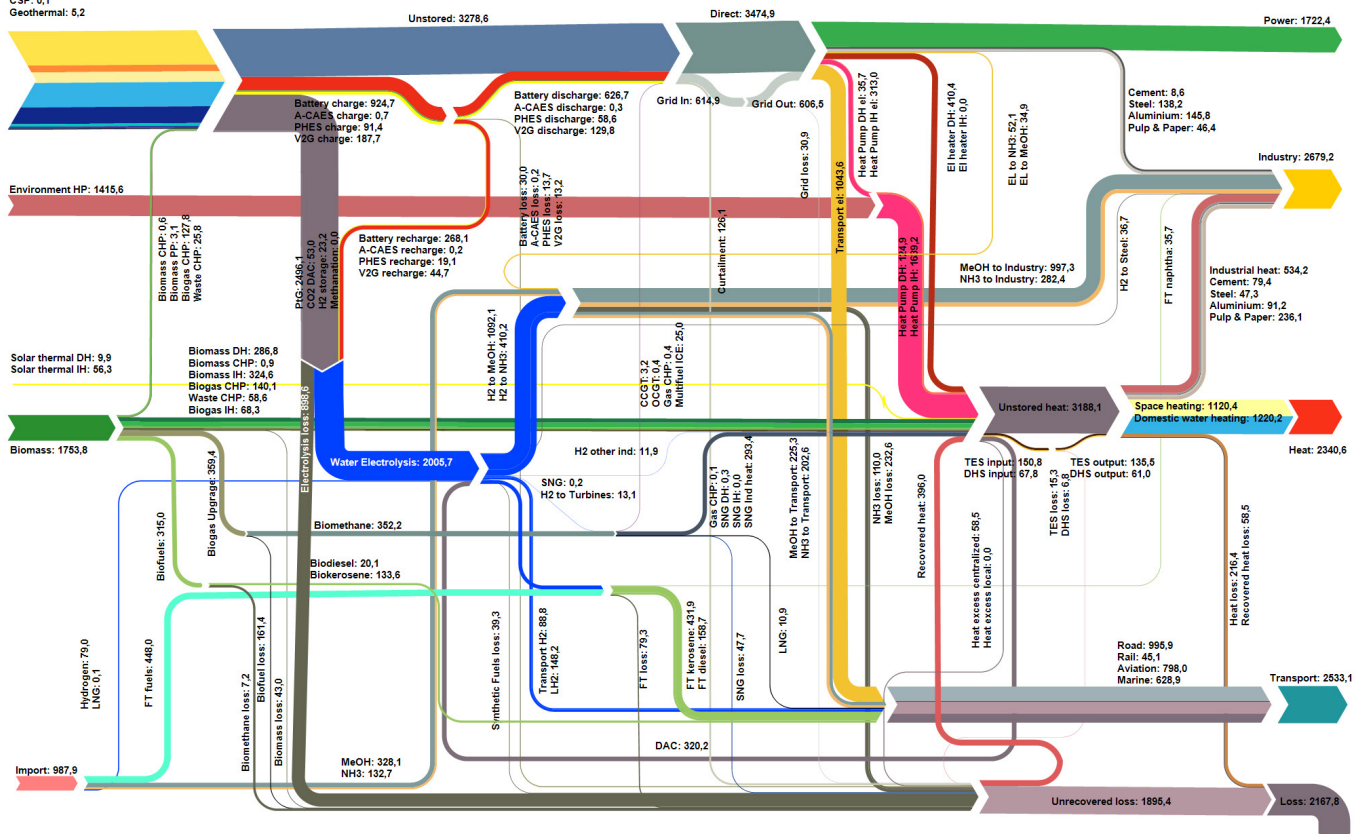 CSP: 0,1
Geothermal: 5,2
Unstored: 3278,6
Direct: 3474,9
Power: 1722,4
Battery charge: 924,7
A-CAES charge: 0,7
PHES charge: 91,4
V2G charge: 187,7
Battery discharge: 626,7
A-CAES discharge: 0,3
PHES discharge: 58,6
V2G discharge: 129,8
Grid In: 614,9
Grid Out: 606,5
Heat Pump DH el: 35,7
Heat Pump IH el: 313,0
El heater DH: 410,4
El heater IH: 0,0
EL to NH3: 52,1
EL to MeOH: 34,9
Cement: 8,6
Steel: 138,2
Aluminium: 145,8
Pulp & Paper: 46,4
Industry: 2679,2
Environment HP: 1415,6
Biomass CHP: 0,6
Biomass PP: 3,1
Biogas CHP: 127,8
Waste CHP: 25,8
PtG: 2496,1
CO2 DAC: 53,0
H2 storage: 23,2
Methanation: 0,0
Battery recharge: 268,1
A-CAES recharge: 0,2
PHES recharge: 19,1
V2G recharge: 44,7
Battery loss: 30,0
A-CAES loss: 0,2
PHES loss: 13,7
V2G loss: 13,2
Curtailment: 126,1
Grid loss: 30,9
Transport el: 1043,6
Heat Pump DH: 124,9
Heat Pump IH: 1639,2
MeOH to Industry: 997,3
NH3 to Industry: 282,4
H2 to Steel: 36,7
FT naphtha: 35,7
Industrial heat: 534,2
Cement: 79,4
Steel: 47,3
Aluminium: 91,2
Pulp & Paper: 236,1
Solar thermal DH: 9,9
Solar thermal IH: 56,3
Biomass DH: 286,8
Biomass CHP: 0,9
Biomass IH: 324,6
Biogas CHP: 140,1
Waste CHP: 58,6
Biogas IH: 68,3
H2 to MeOH: 1092,1
H2 to NH3: 410,2
CCGT: 3,2
OCGT: 0,4
Gas CHP: 0,4
Multifuel ICE: 25,0
Unstored heat: 3188,1
Space heating: 1120,4
Domestic water heating: 1220,2
Heat: 2340,6
Biomass: 1753,8
Electrolysis loss: 898,6
Water Electrolysis: 2005,7
H2 other ind: 11,9
SNG: 0,2
H2 to Turbines: 13,1
Gas CHP: 0,1
SNG DH: 0,3
SNG IH: 0,0
SNG Ind heat: 293,4
MeOH to Transport: 225,3
NH3 to Transport: 202,6
NH3 loss: 110,0
MeOH loss: 232,6
Recovered heat: 396,0
TES input: 150,8
DHS input: 67,8
TES output: 135,5
DHS output: 61,0
TES loss: 15,3
DHS loss: 6,8
Heat excess centralized: 58,5
Heat excess local: 0,0
Heat loss: 216,4
Recovered heat loss: 58,5
Biofuels: 315,0
Biogas Upgrage: 359,4
Biomethane: 352,2
Biodiesel: 20,1
Biokerosene: 133,6
Hydrogen: 79,0
LNG: 0,1
FT fuels: 448,0
Biomethane loss: 7,2
Biofuel loss: 161,4
Biomass loss: 43,0
Synthetic Fuels loss: 39,3
Transport H2: 88,8
LH2: 148,2
FT loss: 79,3
FT kerosene: 431,9
FT diesel: 158,7
SNG loss: 47,7
LNG: 10,9
Road: 995,9
Rail: 45,1
Aviation: 798,0
Marine: 628,9
Transport: 2533,1
DAC: 320,2
Import: 987,9
MeOH: 328,1
NH3: 132,7
Unrecovered loss: 1895,4
Loss: 2167,8